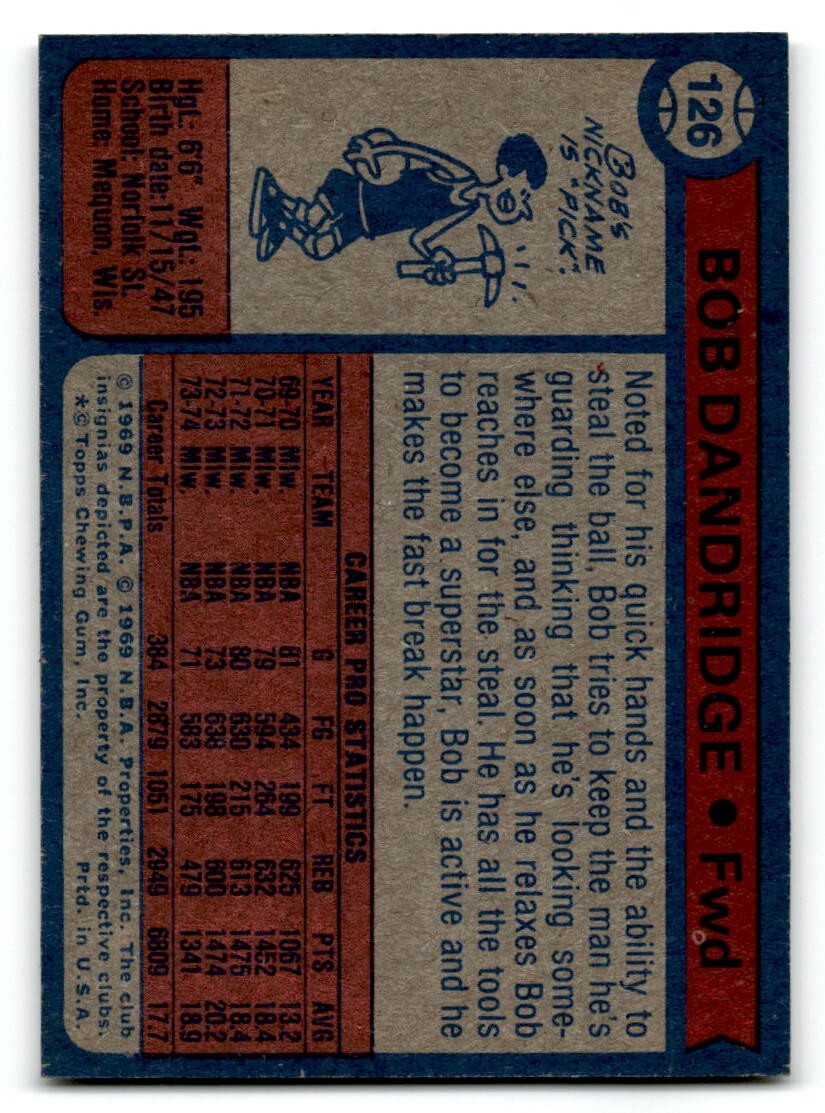 126
BOB DANDRIDGE • Fwd
BOB'S
NICKNAME
IS "PICK".
Hgt.: 6'6" Wgt.: 195
Birth date: 11/15/47
School: Norfolk St.
Home: Mequon, Wis.
Noted for his quick hands and the ability to
steal the ball, Bob tries to keep the man he's
guarding thinking that he's looking some-
where else, and as soon as he relaxes Bob
reaches in for the steal. He has all the tools
to become a superstar, Bob is active and he
makes the fast break happen.
CAREER PRO STATISTICS
YEAR TEAM G FG FT REB PTS AVG
69-70 Miw. NBA 81 434 199 625 1067 13.2
70-71 Miw. NBA 79 594 264 632 1452 18.4
71-72 Miw. NBA 80 630 215 613 1475 18.4
72-73 Miw. NBA 73 638 198 600 1474 20.2
73-74 Miw. NBA 71 583 175 479 1341 18.9
Career Totals 384 2879 1051 2949 6809 17.7
© 1969 N.B.P.A. © 1969 N.B.A. Properties, Inc. The club
insignias depicted are the property of the respective clubs.
*© Topps Chewing Gum, Inc. Prtd. in U.S.A.